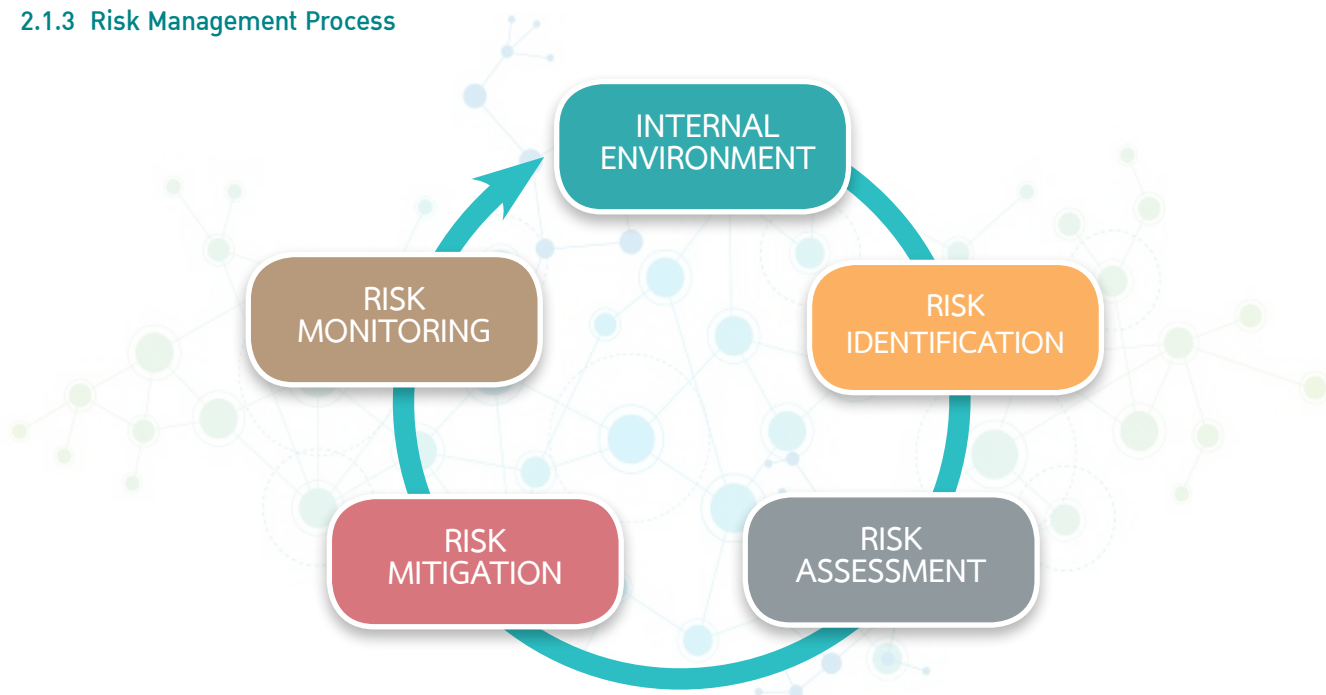 2.1.3 Risk Management Process
INTERNAL
ENVIRONMENT
RISK
IDENTIFICATION
RISK
ASSESSMENT
RISK
MITIGATION
RISK
MONITORING